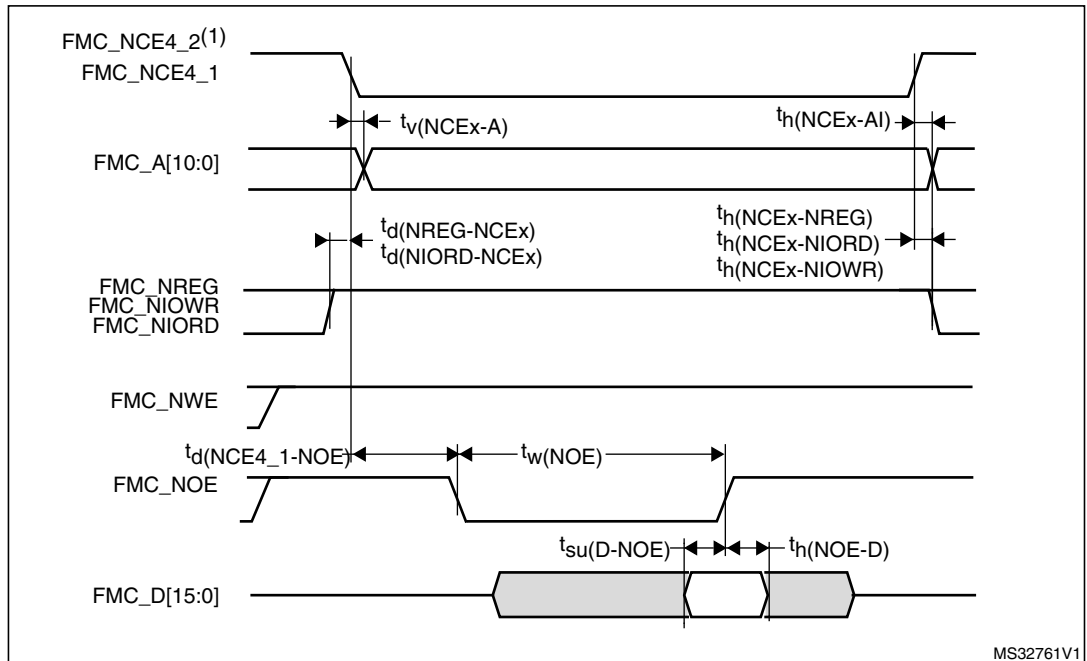 FMC_NCE4_2(1)
FMC_NCE4_1
tv(NCEx-A)
th(NCEx-AI)
FMC_A[10:0]
td(NREG-NCEx)
td(NIORD-NCEx)
th(NCEx-NREG)
th(NCEx-NIORD)
th(NCEx-NIOWR)
FMC_NREG
FMC_NIOWR
FMC_NIORD
FMC_NWE
td(NCE4_1-NOE)
tw(NOE)
FMC_NOE
tsu(D-NOE)
th(NOE-D)
FMC_D[15:0]
MS32761V1